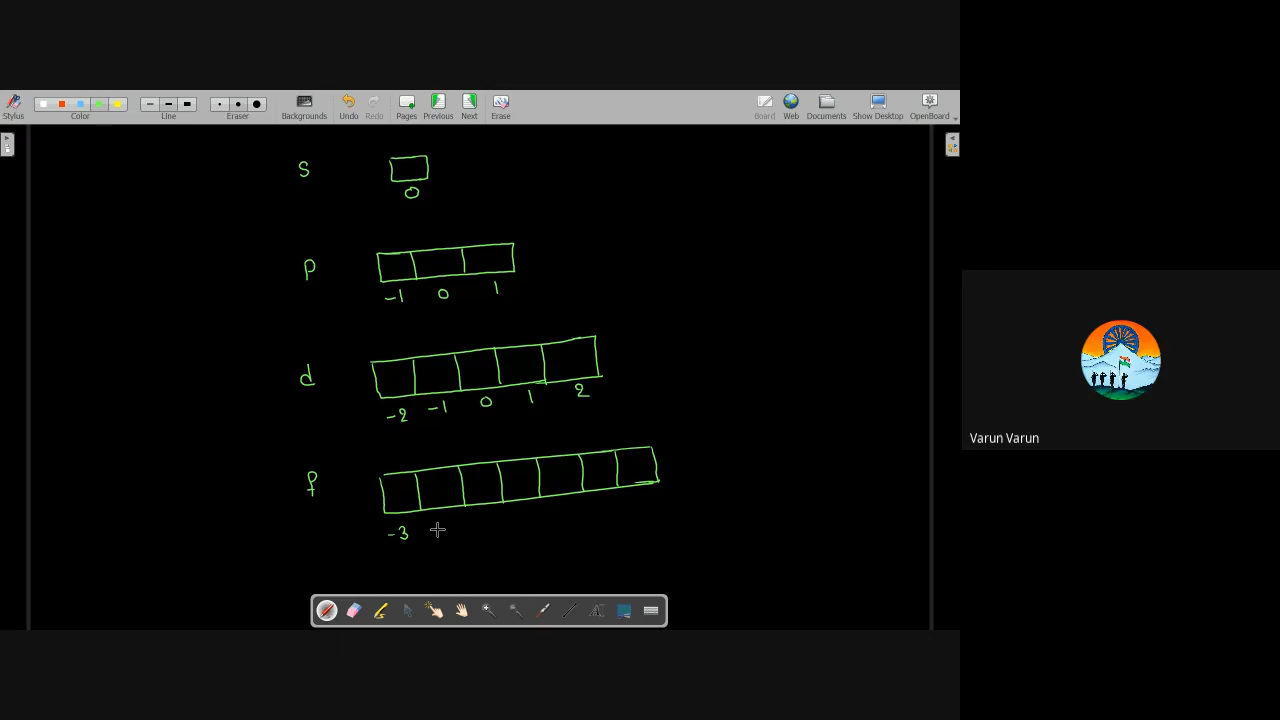 Stylus Color Line Eraser Backgrounds Undo Redo Pages Previous Next Erase Board Web Documents Show Desktop OpenBoard
s
0
p
-1 0 1
d
-2 -1 0 1 2
f
-3
Varun Varun